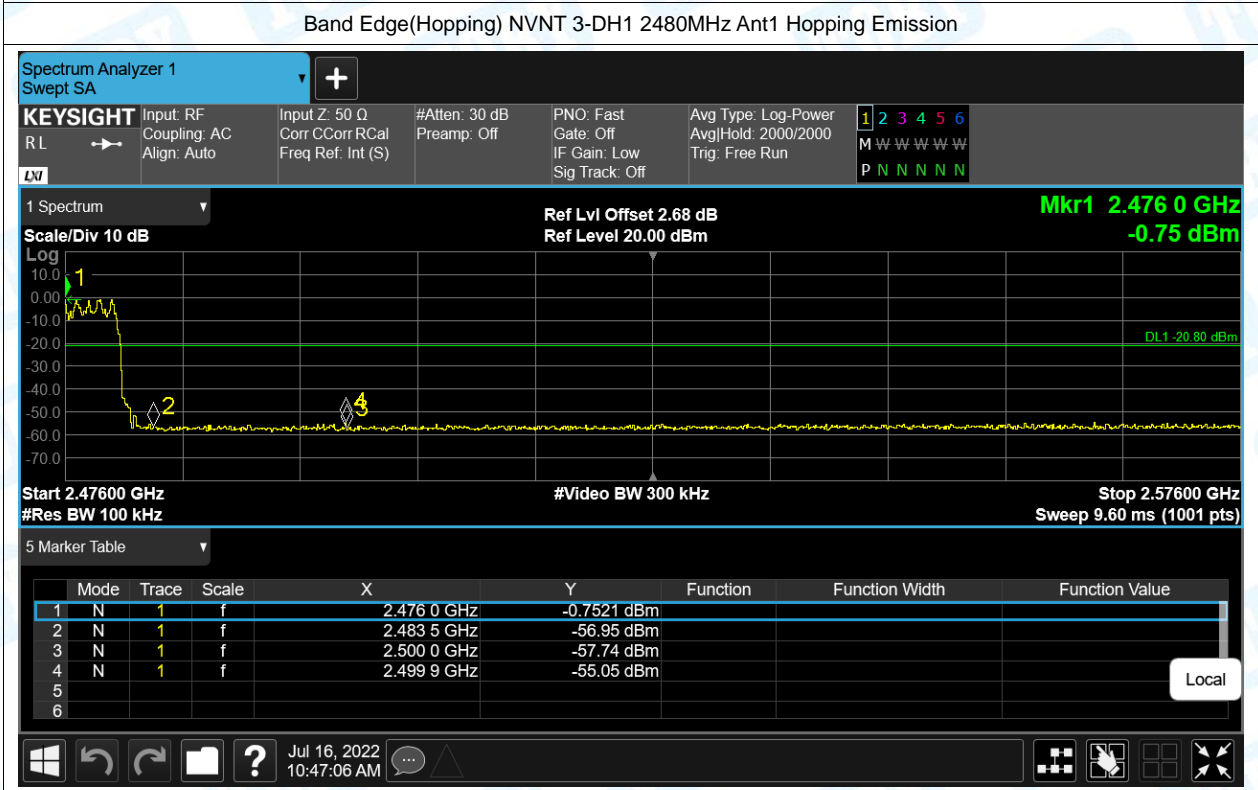 Band Edge(Hopping) NVNT 3-DH1 2480MHz Ant1 Hopping Emission
Spectrum Analyzer 1
Swept SA
KEYSIGHT
RL
LXI
Input: RF
Coupling: AC
Align: Auto
Input Z: 50 Ω
Corr CCorr RCal
Freq Ref: Int (S)
#Atten: 30 dB
Preamp: Off
PNO: Fast
Gate: Off
IF Gain: Low
Sig Track: Off
Avg Type: Log-Power
Avg|Hold: 2000/2000
Trig: Free Run
1 2 3 4 5 6
M W W W W W
P N N N N N
1 Spectrum
Scale/Div 10 dB
Ref Lvl Offset 2.68 dB
Ref Level 20.00 dBm
Mkr1 2.476 0 GHz
-0.75 dBm
Log
10.0
0.00
-10.0
-20.0
-30.0
-40.0
-50.0
-60.0
-70.0
1
2
4
3
DL1 -20.80 dBm
Start 2.47600 GHz
#Video BW 300 kHz
Stop 2.57600 GHz
#Res BW 100 kHz
Sweep 9.60 ms (1001 pts)
5 Marker Table
Mode Trace Scale X Y Function Function Width Function Value
1 N 1 f 2.476 0 GHz -0.7521 dBm
2 N 1 f 2.483 5 GHz -56.95 dBm
3 N 1 f 2.500 0 GHz -57.74 dBm
4 N 1 f 2.499 9 GHz -55.05 dBm
5
6
Local
?
Jul 16, 2022
10:47:06 AM